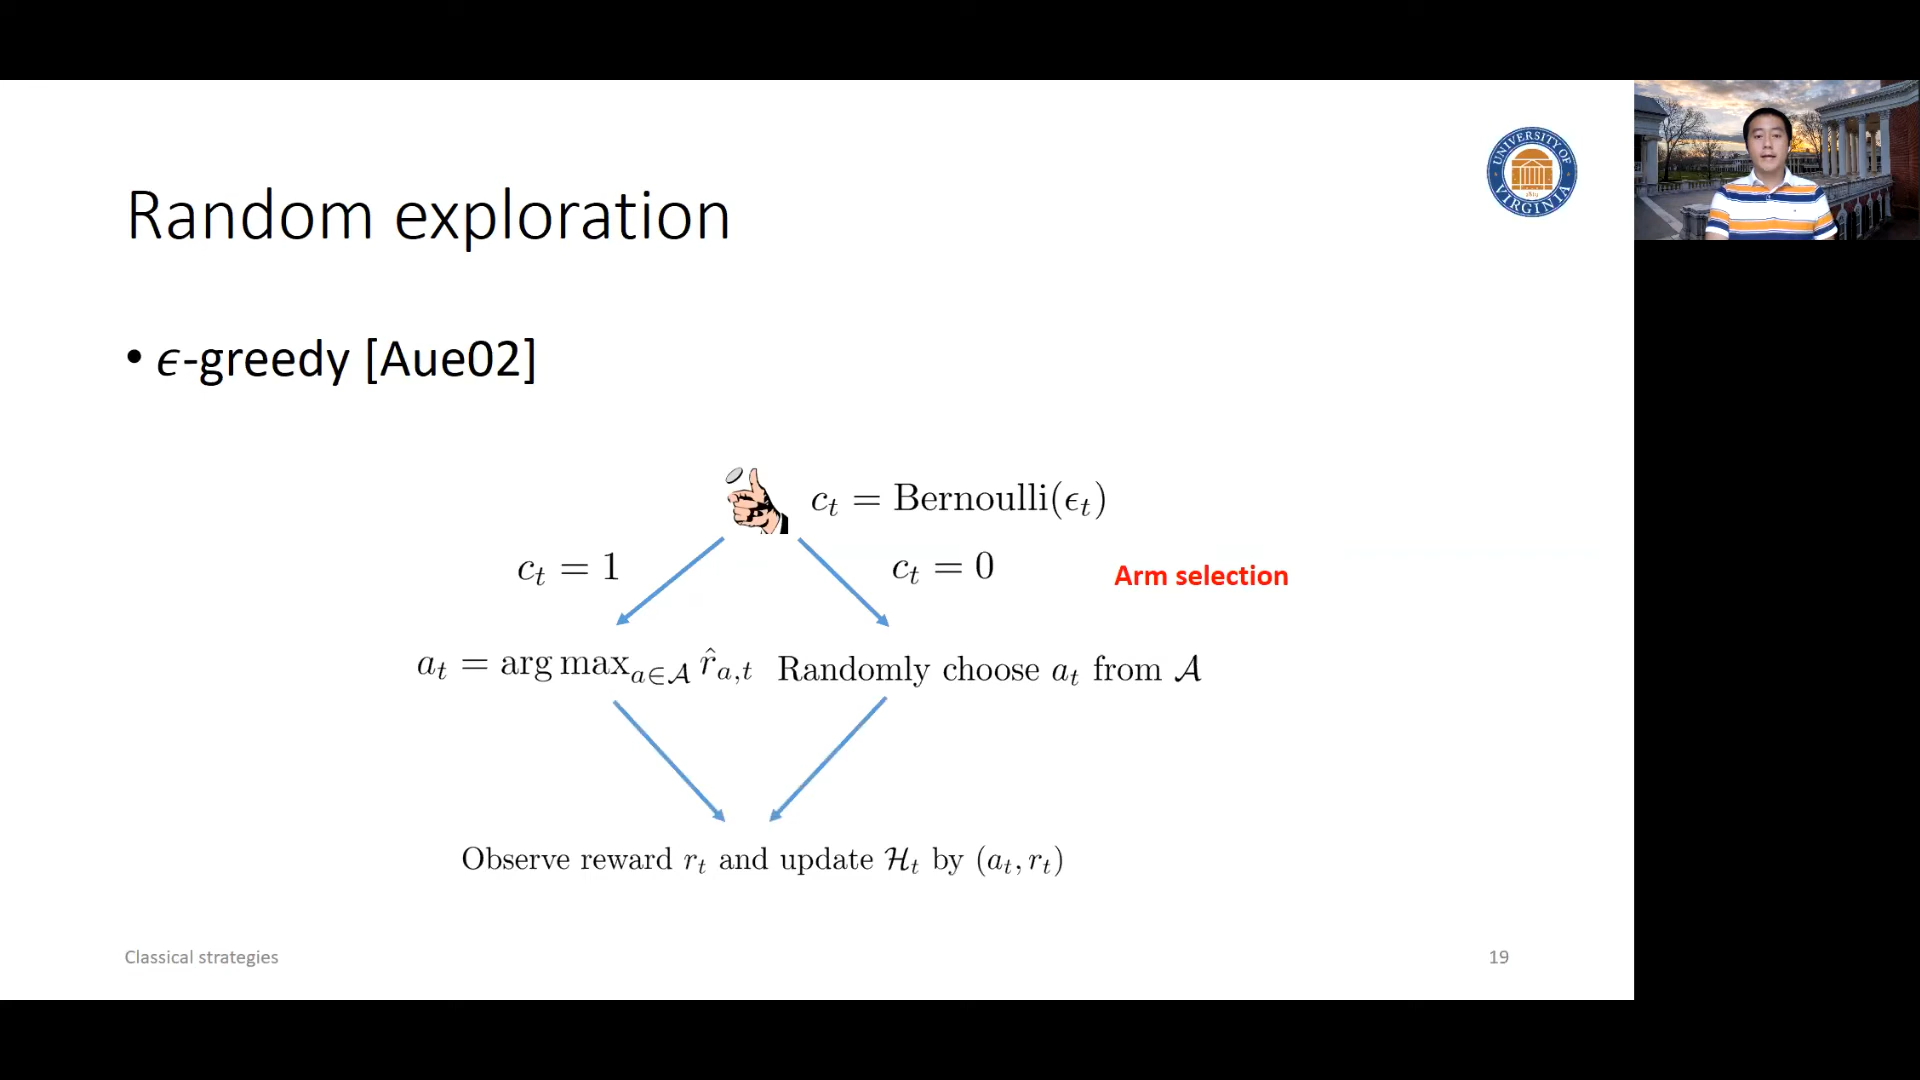 UNIVERSITY OF VIRGINIA
1819
Random exploration
• ϵ-greedy [Aue02]
c_t = Bernoulli(ϵ_t)
c_t = 1
c_t = 0
Arm selection
a_t = arg max_{a∈𝒜} r̂_{a,t}
Randomly choose a_t from 𝒜
Observe reward r_t and update ℋ_t by (a_t, r_t)
Classical strategies
19